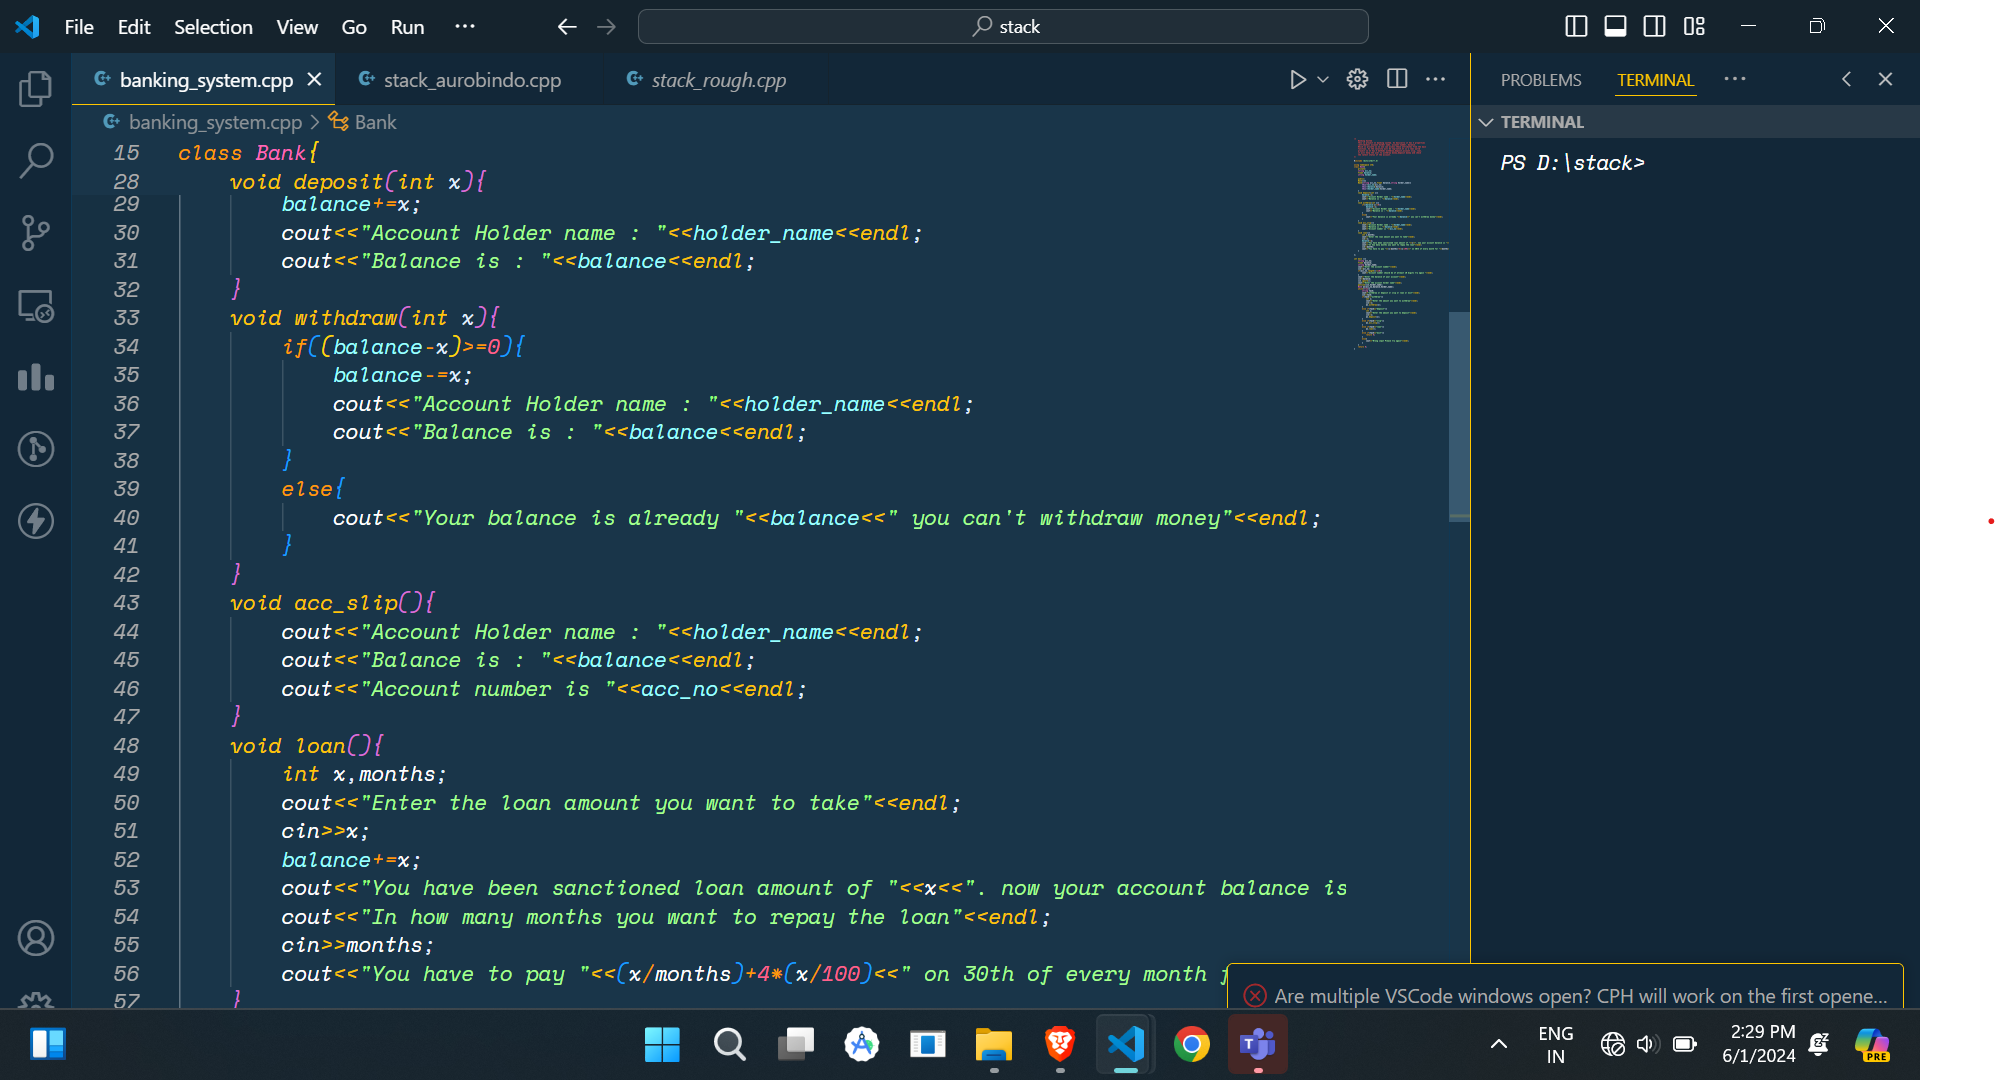 File Edit Selection View Go Run ···
stack
banking_system.cpp stack_aurobindo.cpp stack_rough.cpp
banking_system.cpp > Bank
15 class Bank{
28 void deposit(int x){
29 balance+=x;
30 cout<<"Account Holder name : "<<holder_name<<endl;
31 cout<<"Balance is : "<<balance<<endl;
32 }
33 void withdraw(int x){
34 if((balance-x)>=0){
35 balance-=x;
36 cout<<"Account Holder name : "<<holder_name<<endl;
37 cout<<"Balance is : "<<balance<<endl;
38 }
39 else{
40 cout<<"Your balance is already "<<balance<<" you can't withdraw money"<<endl;
41 }
42 }
43 void acc_slip(){
44 cout<<"Account Holder name : "<<holder_name<<endl;
45 cout<<"Balance is : "<<balance<<endl;
46 cout<<"Account number is "<<acc_no<<endl;
47 }
48 void loan(){
49 int x,months;
50 cout<<"Enter the loan amount you want to take"<<endl;
51 cin>>x;
52 balance+=x;
53 cout<<"You have been sanctioned loan amount of "<<x<<". now your account balance is
54 cout<<"In how many months you want to repay the loan"<<endl;
55 cin>>months;
56 cout<<"You have to pay "<<(x/months)+4*(x/100)<<" on 30th of every month
57 }
PROBLEMS TERMINAL ···
TERMINAL
PS D:\stack>
Are multiple VSCode windows open? CPH will work on the first opene...
ENG
IN
2:29 PM
6/1/2024
PRE